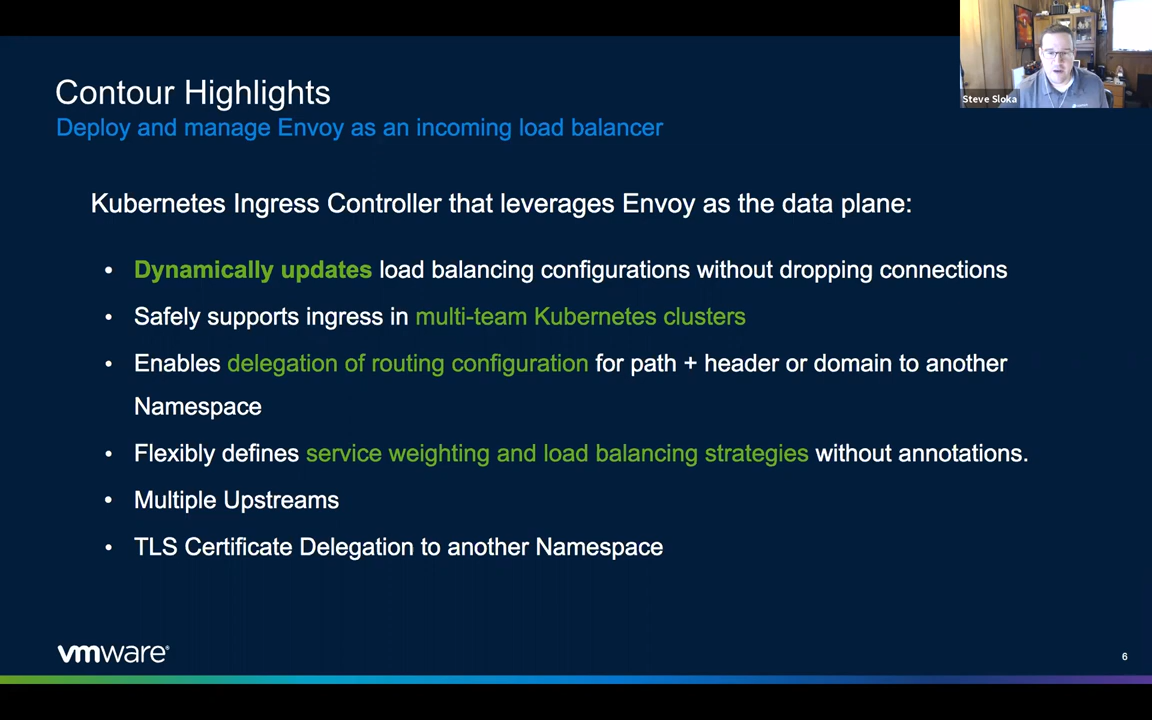 Steve Sloka
Contour Highlights
Deploy and manage Envoy as an incoming load balancer
Kubernetes Ingress Controller that leverages Envoy as the data plane:
• Dynamically updates load balancing configurations without dropping connections
• Safely supports ingress in multi-team Kubernetes clusters
• Enables delegation of routing configuration for path + header or domain to another
Namespace
• Flexibly defines service weighting and load balancing strategies without annotations.
• Multiple Upstreams
• TLS Certificate Delegation to another Namespace
vmware®
6